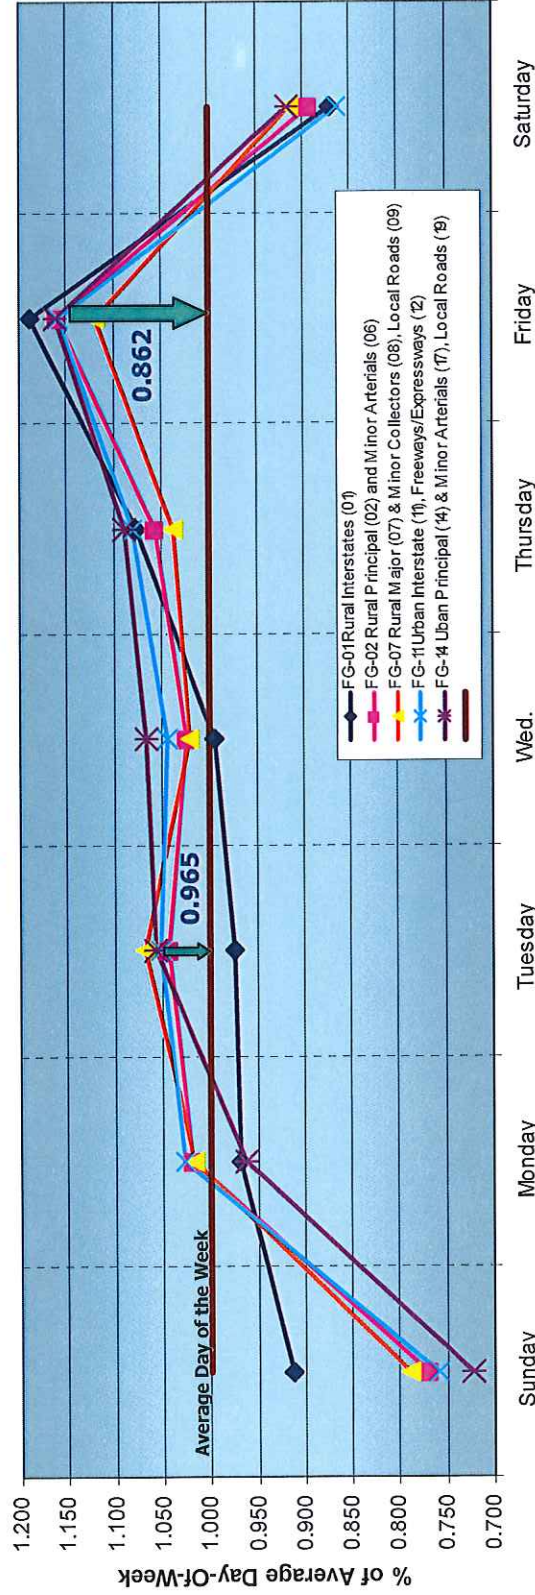 % of Average Day-Of-Week
1.200
1.150
1.100
1.050
1.000
0.950
0.900
0.850
0.800
0.750
0.700
Average Day of the Week
0.965
0.862
FG-01 Rural Interstates (01)
FG-02 Rural Principal (02) and Minor Arterials (06)
FG-07 Rural Major (07) & Minor Collectors (08), Local Roads (09)
FG-11 Urban Interstate (11), Freeways/Expressways (12)
FG-14 Uban Principal (14) & Minor Arterials (17), Local Roads (19)
Sunday
Monday
Tuesday
Wed.
Thursday
Friday
Saturday